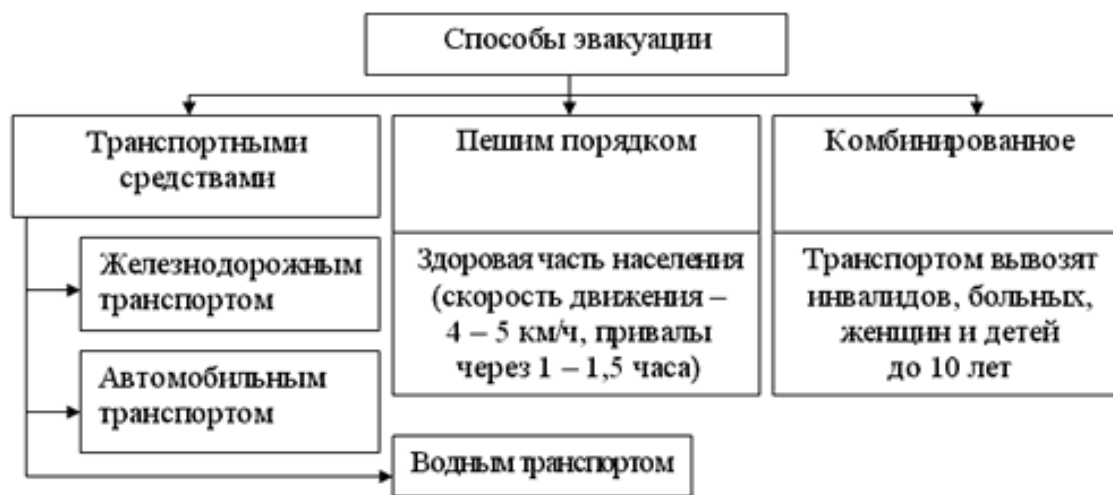 Способы эвакуации
Транспортными
средствами
Железнодорожным
транспортом
Автомобильным
транспортом
Водным транспортом
Пешим порядком
Здоровая часть населения
(скорость движения –
4 – 5 км/ч, привалы
через 1 – 1,5 часа)
Комбинированное
Транспортом вывозят
инвалидов, больных,
женщин и детей
до 10 лет